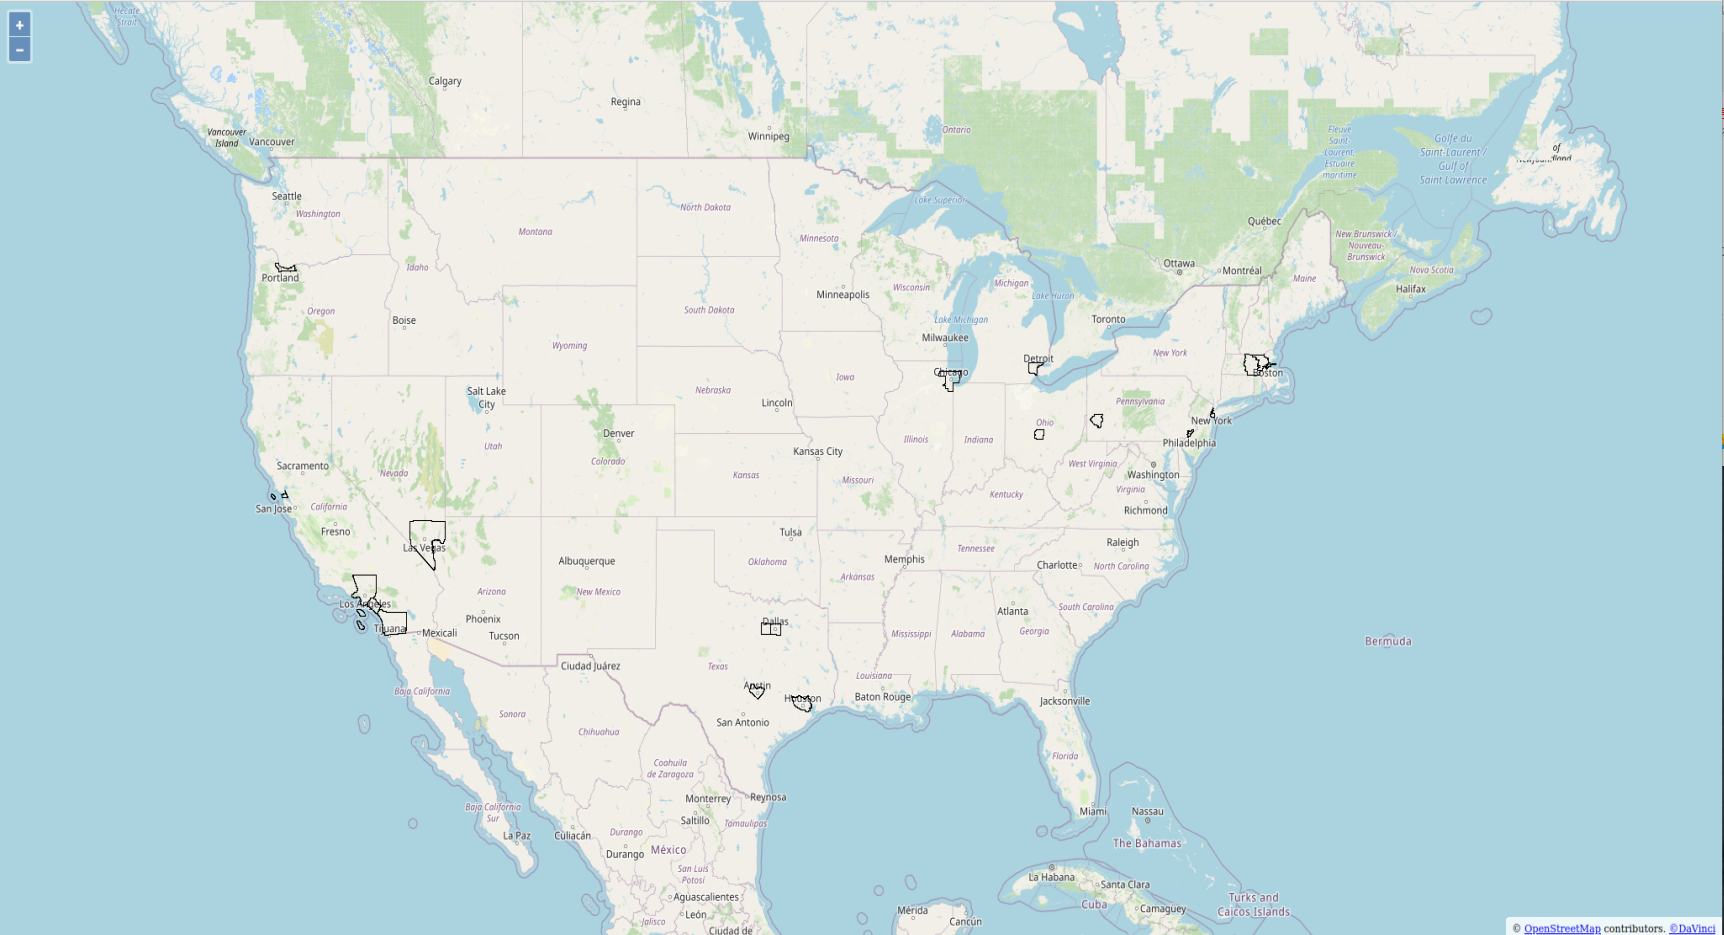 +
−
Hecate
Strait
Calgary
Regina
Winnipeg
Ontario
Vancouver
Island
Vancouver
Fleuve
Saint-
Laurent,
Estuaire
maritime
Golfe du
Saint-Laurent /
Gulf of
Saint Lawrence
of
Seattle
Washington
North Dakota
Montana
Minnesota
Lake Superior
Québec
New Brunswick /
Nouveau-
Brunswick
Portland
Idaho
Ottawa
Montréal
Maine
Nova Scotia
Halifax
Oregon
Boise
South Dakota
Minneapolis
Wisconsin
Michigan
Lake Huron
Lake Michigan
Toronto
Wyoming
Milwaukee
New York
Detroit
Chicago
Boston
Iowa
Salt Lake
City
Nebraska
Lincoln
Pennsylvania
New York
Ohio
Philadelphia
Denver
Utah
Colorado
Kansas City
Illinois
Indiana
Sacramento
Nevada
Kansas
Missouri
West Virginia
Washington
Virginia
Kentucky
Richmond
San Jose
California
Fresno
Las Vegas
Tulsa
Oklahoma
Albuquerque
New Mexico
Arizona
Memphis
Tennessee
Arkansas
Raleigh
Charlotte
North Carolina
Los Angeles
Phoenix
Tucson
Tijuana
Mexicali
Dallas
Atlanta
South Carolina
Mississippi
Alabama
Georgia
Bermuda
Ciudad Juárez
Texas
Louisiana
Baja California
Sonora
Austin
Houston
Baton Rouge
Jacksonville
San Antonio
Chihuahua
Florida
Coahuila
de Zaragoza
Monterrey
Reynosa
Baja California
Sur
Saltillo
Tamaulipas
Miami
Nassau
La Paz
Culiacán
Durango
Durango
México
The Bahamas
San Luis
Potosí
La Habana
Santa Clara
Aguascalientes
Cuba
Camagüey
Turks and
Caicos Islands
León
Jalisco
Mérida
Cancún
Ciudad de
© OpenStreetMap contributors. ©DaVinci